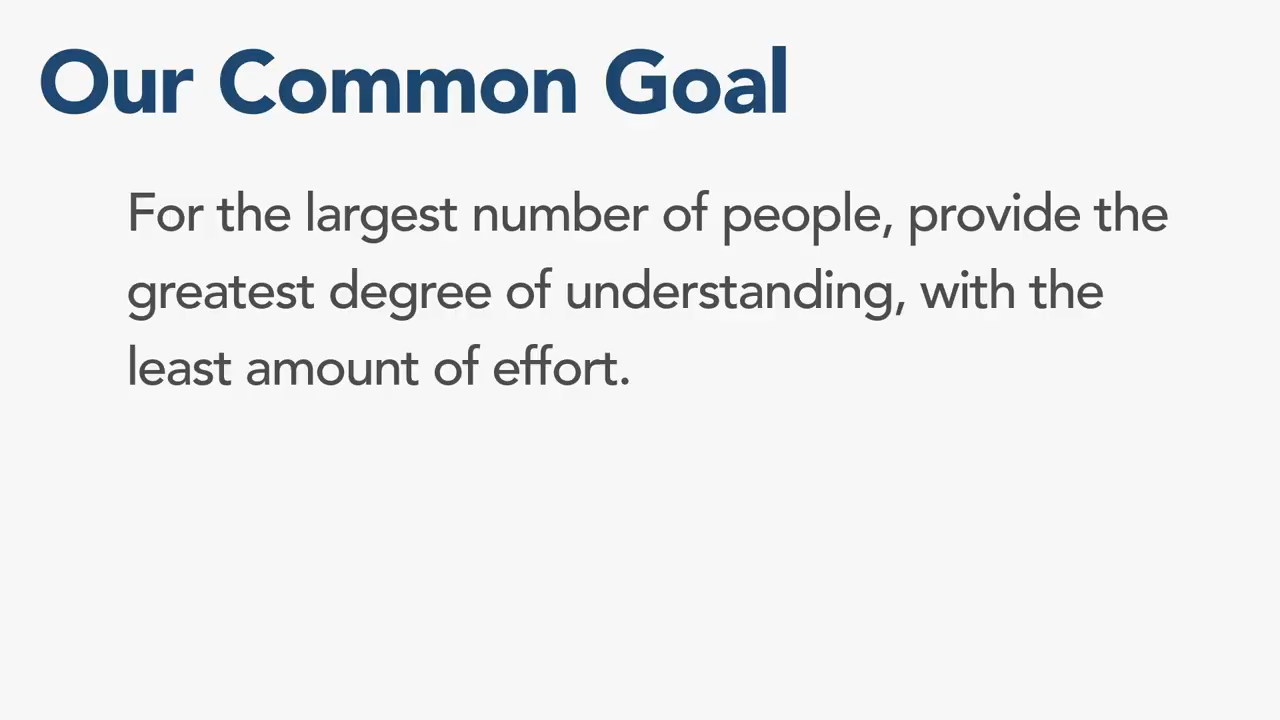 Our Common Goal
For the largest number of people, provide the
greatest degree of understanding, with the
least amount of effort.